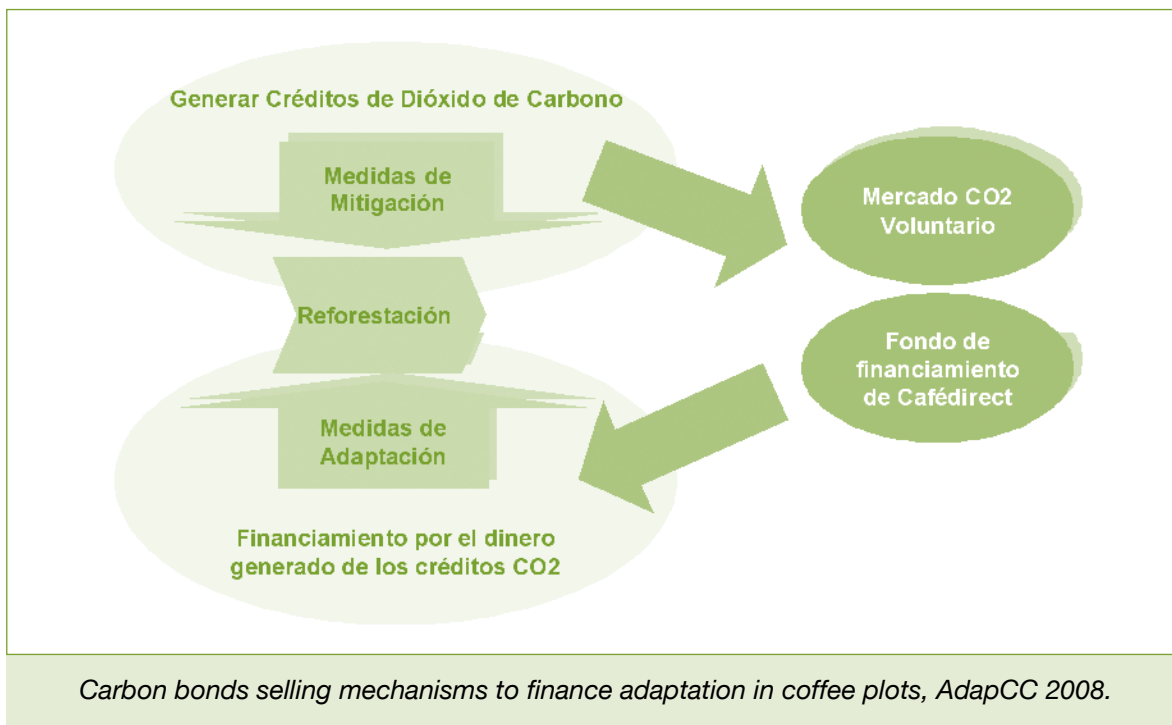 Generar Créditos de Dióxido de Carbono
Medidas de
Mitigación
Mercado CO2
Voluntario
Reforestación
Fondo de
financiamiento
de Cafédirect
Medidas de
Adaptación
Financiamiento por el dinero
generado de los créditos CO2
Carbon bonds selling mechanisms to finance adaptation in coffee plots, AdapCC 2008.